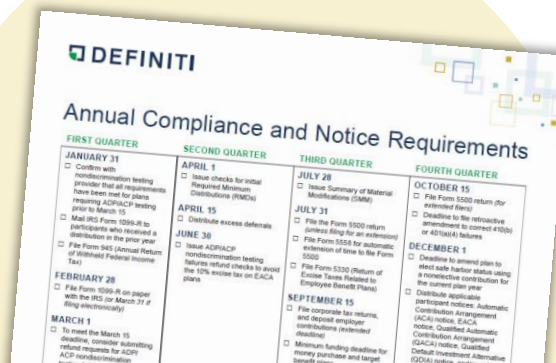 DEFINITI
Annual Compliance and Notice Requirements
FIRST QUARTER
JANUARY 31
☐ Confirm with
nondiscrimination testing
provider that all requirements
have been met for plans
requiring ADP/ACP testing
prior to March 15
☐ Mail IRS Form 1099-R to
participants who received a
distribution in the prior year
☐ File Form 945 (Annual Return
of Withheld Federal Income
Tax)
FEBRUARY 28
☐ File Form 1099-R on paper
with the IRS (or March 31 if
filing electronically)
MARCH 1
☐ To meet the March 15
deadline, consider submitting
refund requests for ADP/
ACP nondiscrimination
SECOND QUARTER
APRIL 1
☐ Issue checks for initial
Required Minimum
Distributions (RMDs)
APRIL 15
☐ Distribute excess deferrals
JUNE 30
☐ Issue ADP/ACP
nondiscrimination testing
failures refund checks to avoid
the 10% excise tax on EACA
plans
THIRD QUARTER
JULY 28
☐ Issue Summary of Material
Modifications (SMM)
JULY 31
☐ File the Form 5500 return
(unless filing for an extension)
☐ File Form 5558 for automatic
extension of time to file Form
5500
☐ File Form 5330 (Return of
Excise Taxes Related to
Employee Benefit Plans)
SEPTEMBER 15
☐ File corporate tax returns,
and deposit employer
contributions (extended
deadline)
☐ Minimum funding deadline for
money purchase and target
benefit plans
FOURTH QUARTER
OCTOBER 15
☐ File Form 5500 return (for
extended filers)
☐ Deadline to file retroactive
amendment to correct 410(b)
or 401(a)(4) failures
DECEMBER 1
☐ Deadline to amend plan to
elect safe harbor status using
a nonelective contribution for
the current plan year
☐ Distribute applicable
participant notices: Automatic
Contribution Arrangement
(ACA) notice, EACA
notice, Qualified Automatic
Contribution Arrangement
(QACA) notice, Qualified
Default Investment Alternative
(QDIA) notice,